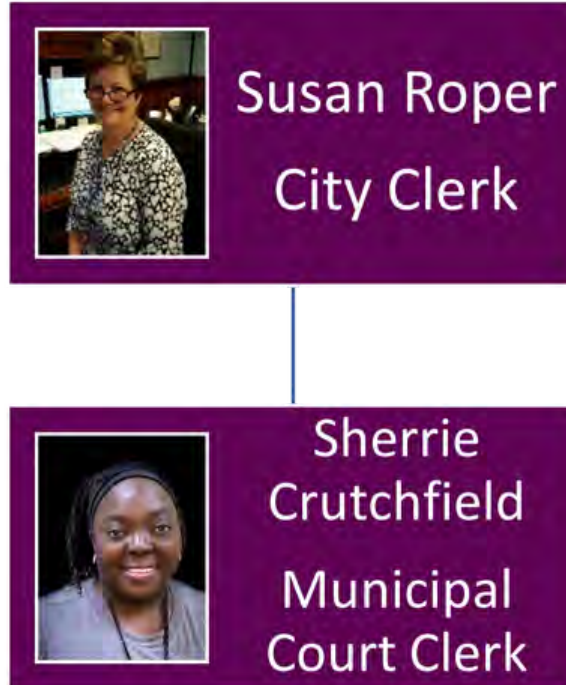 Susan Roper
City Clerk
Sherrie
Crutchfield
Municipal
Court Clerk